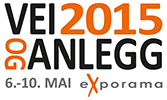 VEI 2015
OG ANLEGG
6.-10. MAI exporama